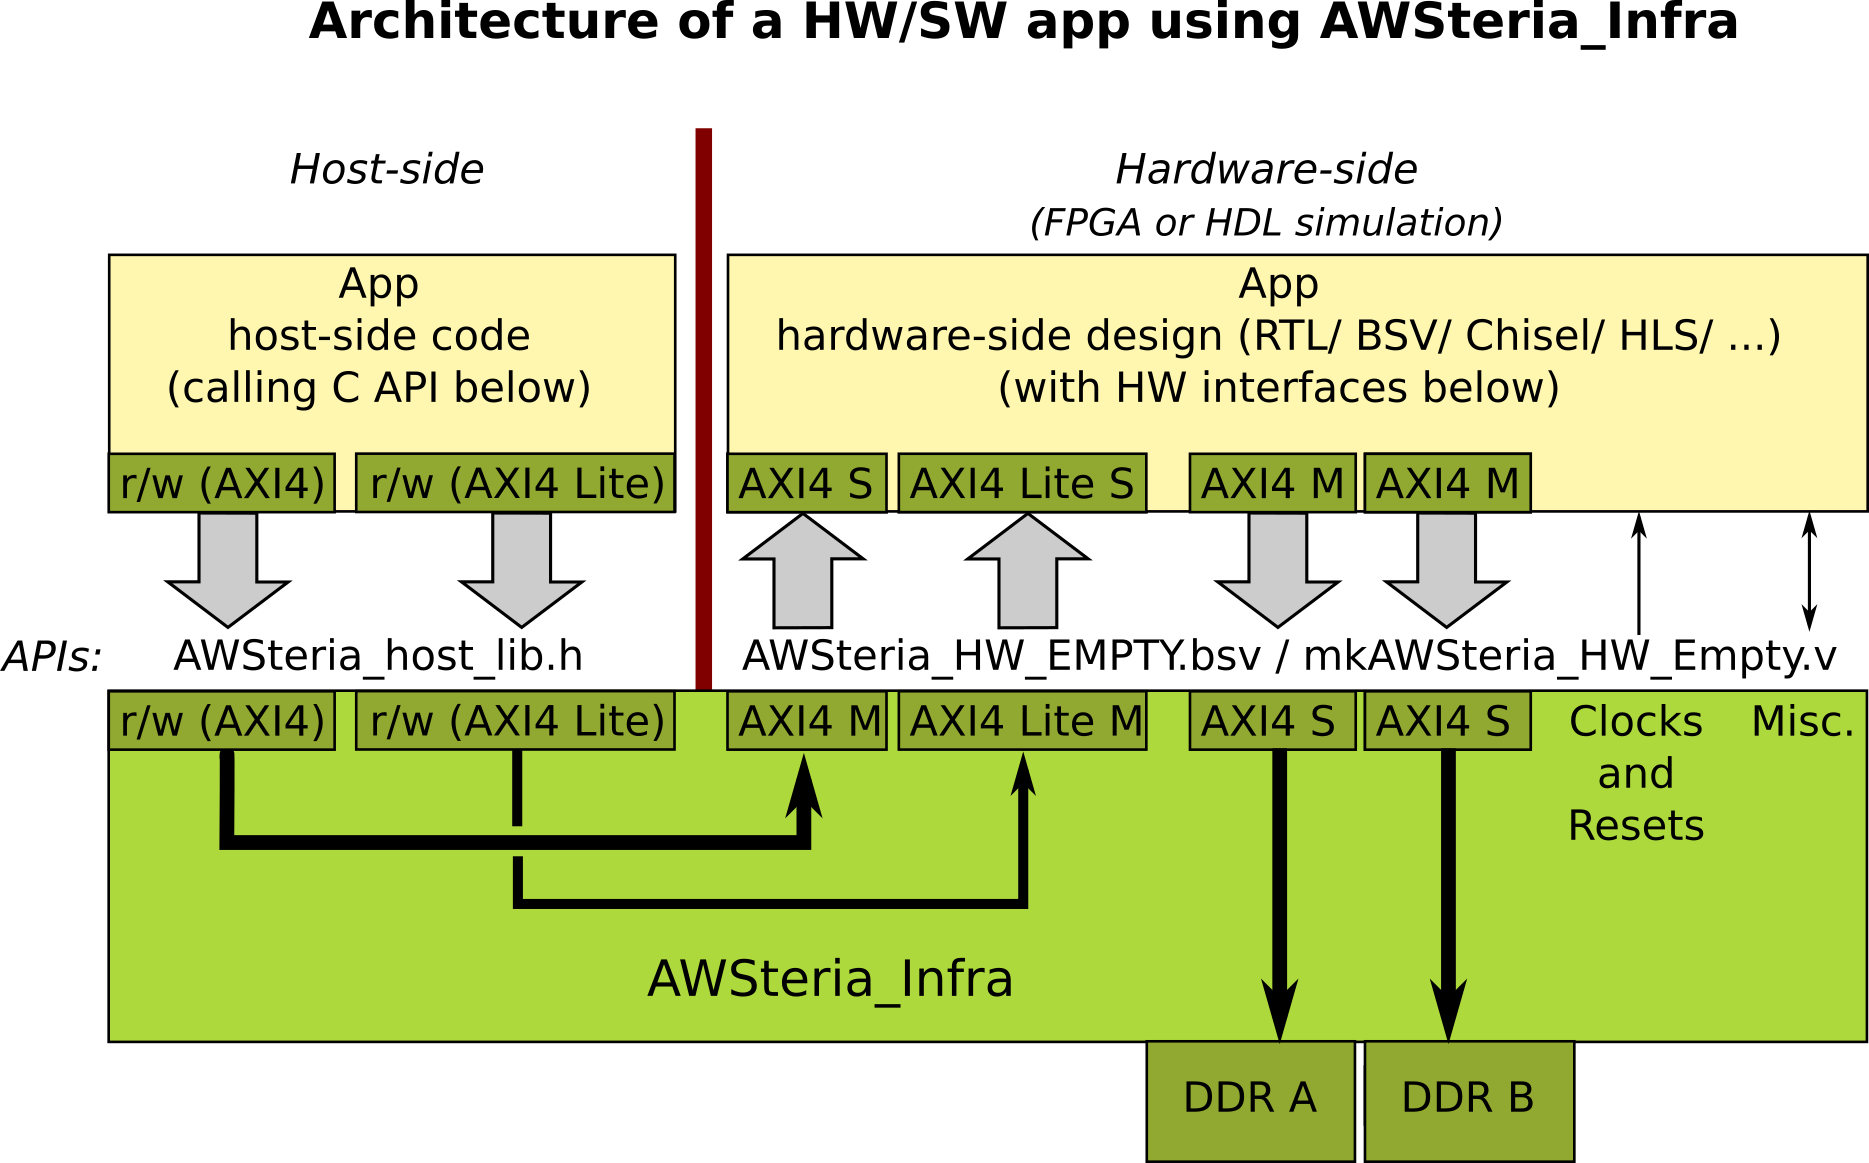 Architecture of a HW/SW app using AWSteria_Infra
Host-side
Hardware-side
(FPGA or HDL simulation)
App
host-side code
(calling C API below)
App
hardware-side design (RTL/ BSV/ Chisel/ HLS/ ...)
(with HW interfaces below)
r/w (AXI4)
r/w (AXI4 Lite)
AXI4 S
AXI4 Lite S
AXI4 M
AXI4 M
APIs:
AWSteria_host_lib.h
AWSteria_HW_EMPTY.bsv / mkAWSteria_HW_Empty.v
r/w (AXI4)
r/w (AXI4 Lite)
AXI4 M
AXI4 Lite M
AXI4 S
AXI4 S
Clocks
and
Resets
Misc.
AWSteria_Infra
DDR A
DDR B